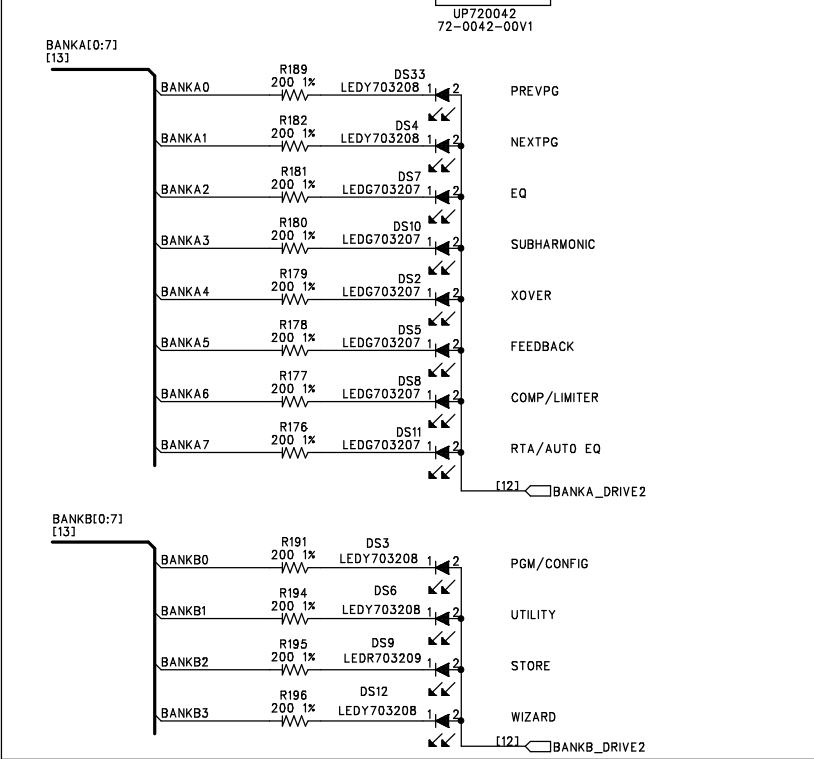 UP720042
72-0042-00V1
BANKA[0:7]
[13]
R189
DS33
BANKA0
200 1%
LEDY703208
1
2
PREVPG
R182
DS4
BANKA1
200 1%
LEDY703208
1
2
NEXTPG
R181
DS7
BANKA2
200 1%
LEDG703207
1
2
EQ
R180
DS10
BANKA3
200 1%
LEDG703207
1
2
SUBHARMONIC
R179
DS2
BANKA4
200 1%
LEDG703207
1
2
XOVER
R178
DS5
BANKA5
200 1%
LEDG703207
1
2
FEEDBACK
R177
DS8
BANKA6
200 1%
LEDG703207
1
2
COMP/LIMITER
R176
DS11
BANKA7
200 1%
LEDG703207
1
2
RTA/AUTO EQ
[12]
BANKA_DRIVE2
BANKB[0:7]
[13]
R191
DS3
BANKB0
200 1%
LEDY703208
1
2
PGM/CONFIG
R194
DS6
BANKB1
200 1%
LEDY703208
1
2
UTILITY
R195
DS9
BANKB2
200 1%
LEDR703209
1
2
STORE
R196
DS12
BANKB3
200 1%
LEDY703208
1
2
WIZARD
[12]
BANKB_DRIVE2